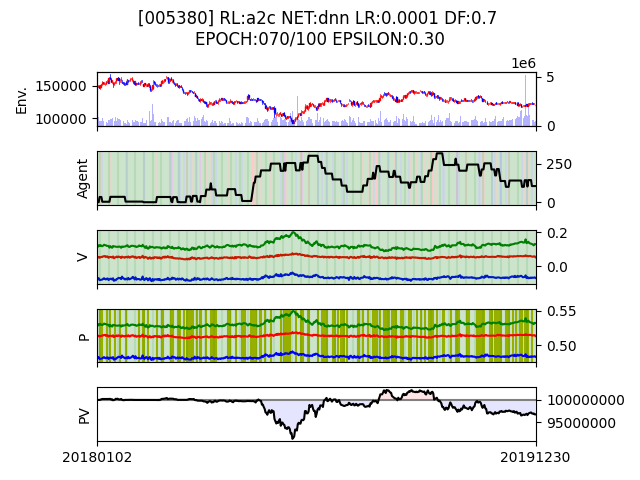 [005380] RL:a2c NET:dnn LR:0.0001 DF:0.7
EPOCH:070/100 EPSILON:0.30
1e6
Env.
150000
100000
5
0
Agent
250
0
V
0.2
0.0
P
0.55
0.50
PV
100000000
95000000
20180102
20191230